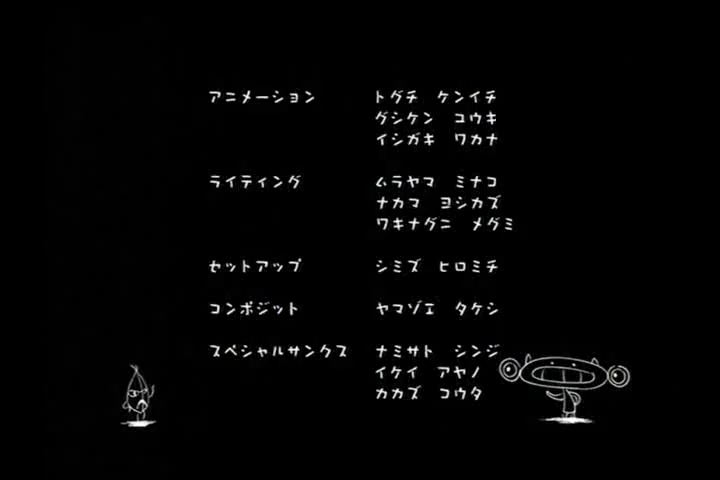 アニメーション　トグチ　ケンイチ
グシケン　コウキ
イシガキ　ワカナ
ライティング　ムラヤマ　ミナコ
ナカマ　ヨシカズ
ワキナグニ　メグミ
セットアップ　シミズ　ヒロミチ
コンポジット　ヤマゾエ　タケシ
スペシャルサンクス　ナミサト　シンジ
イケイ　アヤノ
カカズ　コウタ